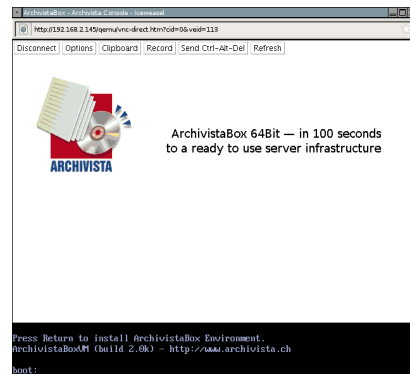 ArchivistaBox - Archivista Console - Iceweasel
http://192.168.2.145/qemu/vnc-direct.htm?cid=0&veid=113
Disconnect Options Clipboard Record Send Ctrl-Alt-Del Refresh
ArchivistaBox 64Bit — in 100 seconds
to a ready to use server infrastructure
ARCHIVISTA
Press Return to install ArchivistaBox Environment.
ArchivistaBoxVM (build 2.0k) - http://www.archivista.ch
boot: